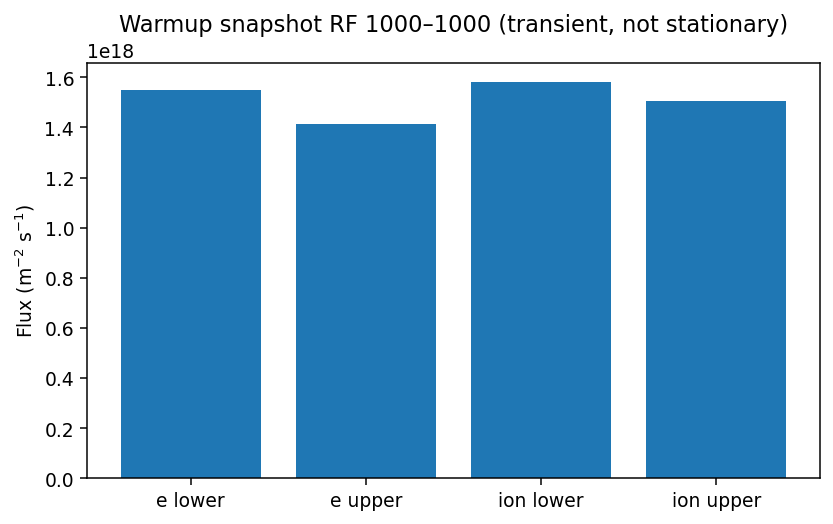 Warmup snapshot RF 1000–1000 (transient, not stationary)
1e18
Flux (m⁻² s⁻¹)
1.6
1.4
1.2
1.0
0.8
0.6
0.4
0.2
0.0
e lower
e upper
ion lower
ion upper